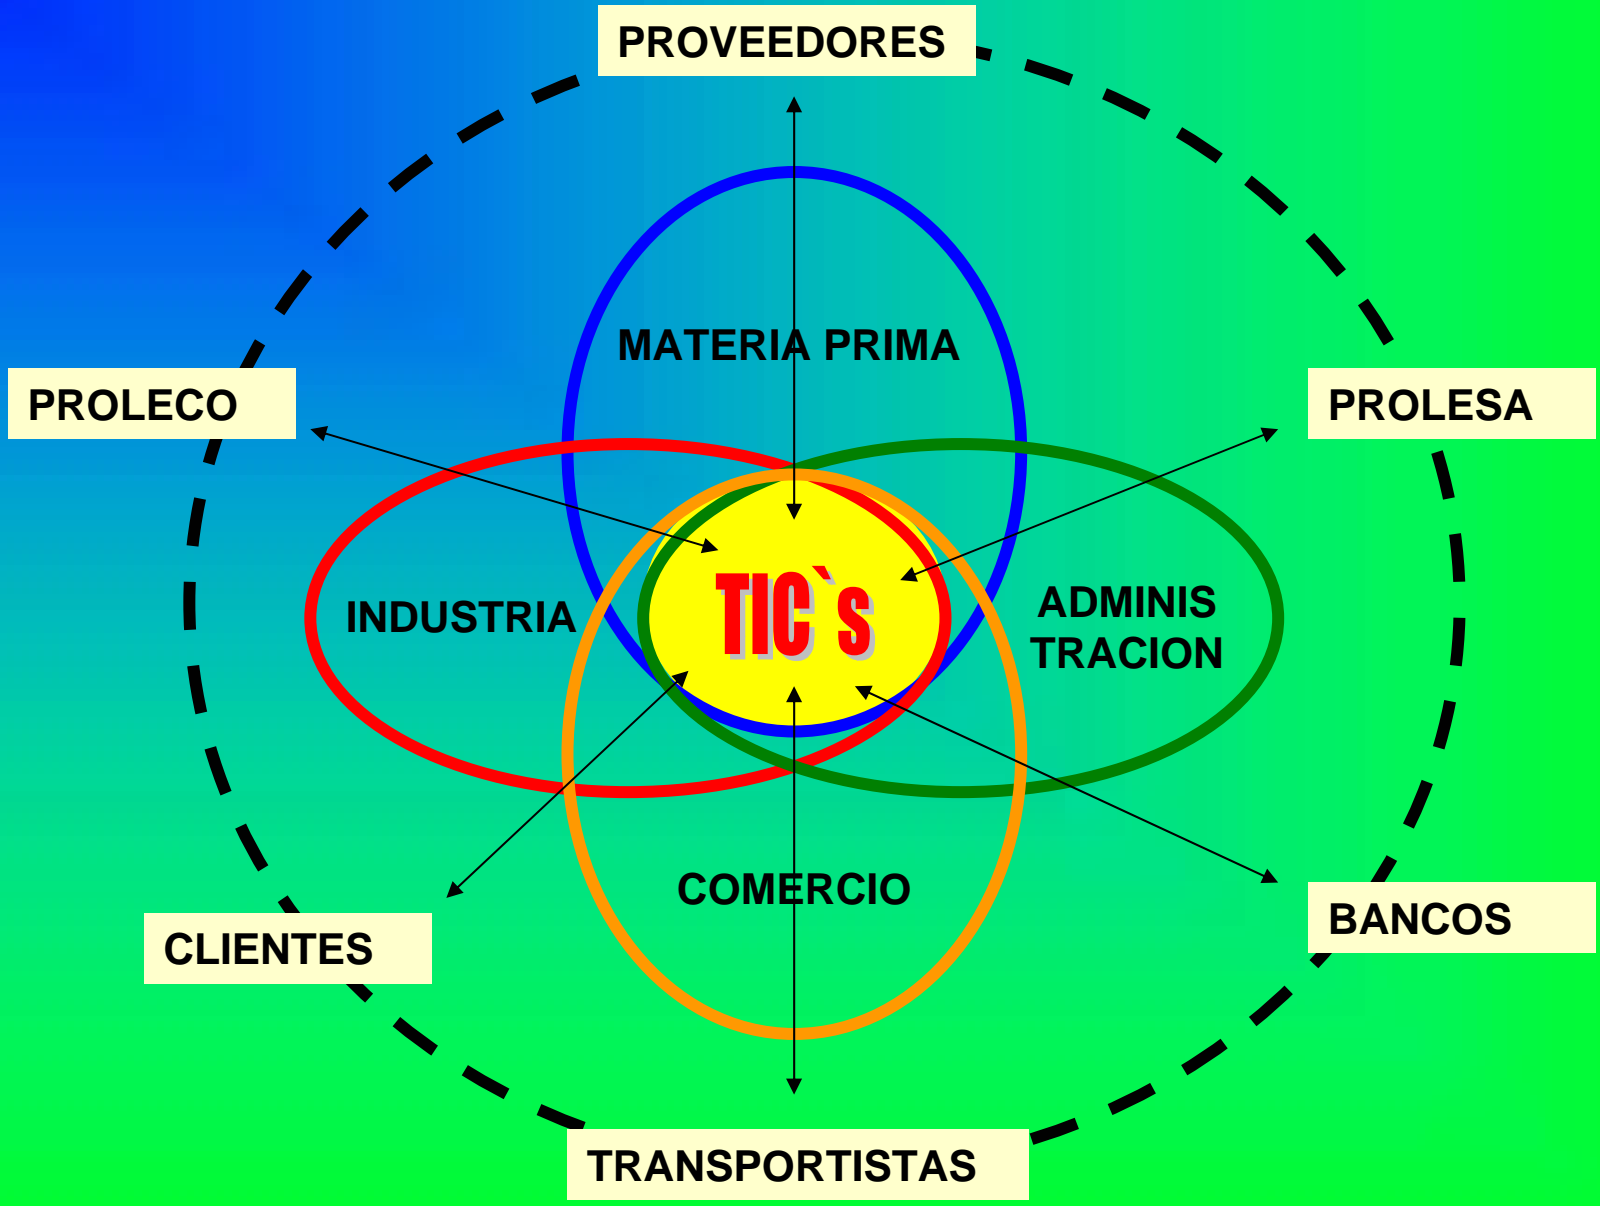 PROVEEDORES
MATERIA PRIMA
PROLECO
PROLESA
INDUSTRIA
TIC`s
ADMINIS
TRACION
COMERCIO
CLIENTES
BANCOS
TRANSPORTISTAS